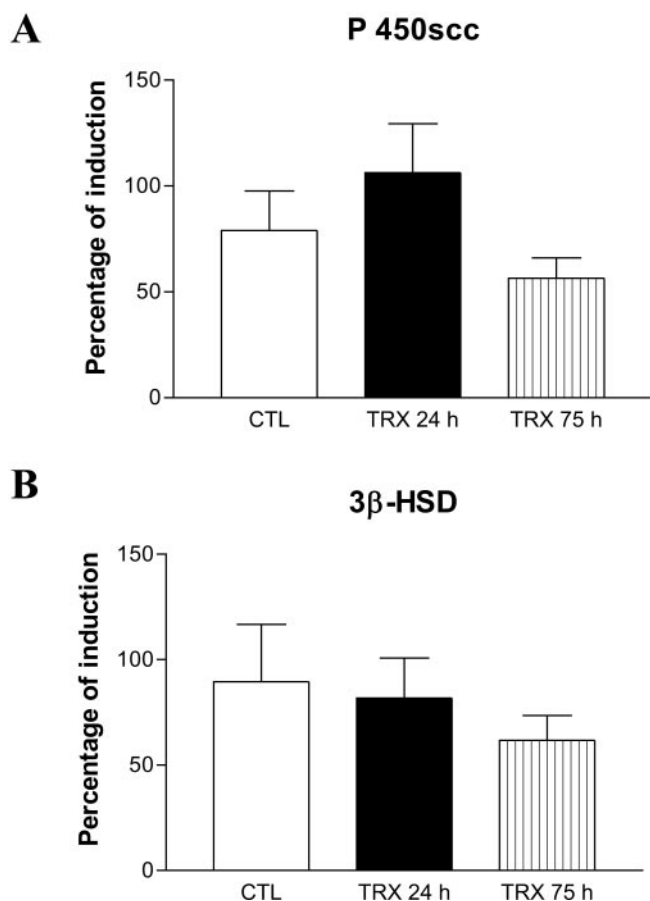 A
P 450scc
Percentage of induction
150
100
50
0
CTL
TRX 24 h
TRX 75 h
B
3β-HSD
Percentage of induction
150
100
50
0
CTL
TRX 24 h
TRX 75 h